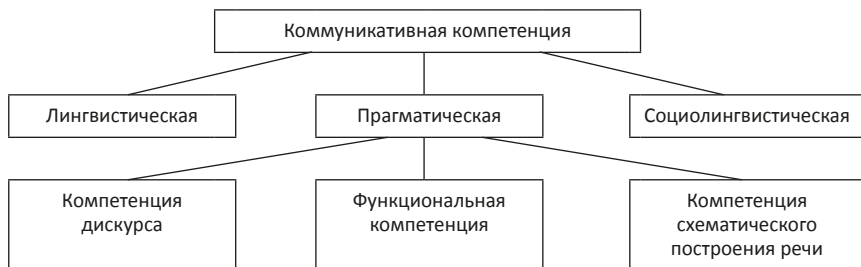 Коммуникативная компетенция
Лингвистическая
Прагматическая
Социолингвистическая
Компетенция
дискурса
Функциональная
компетенция
Компетенция
схематического
построения речи